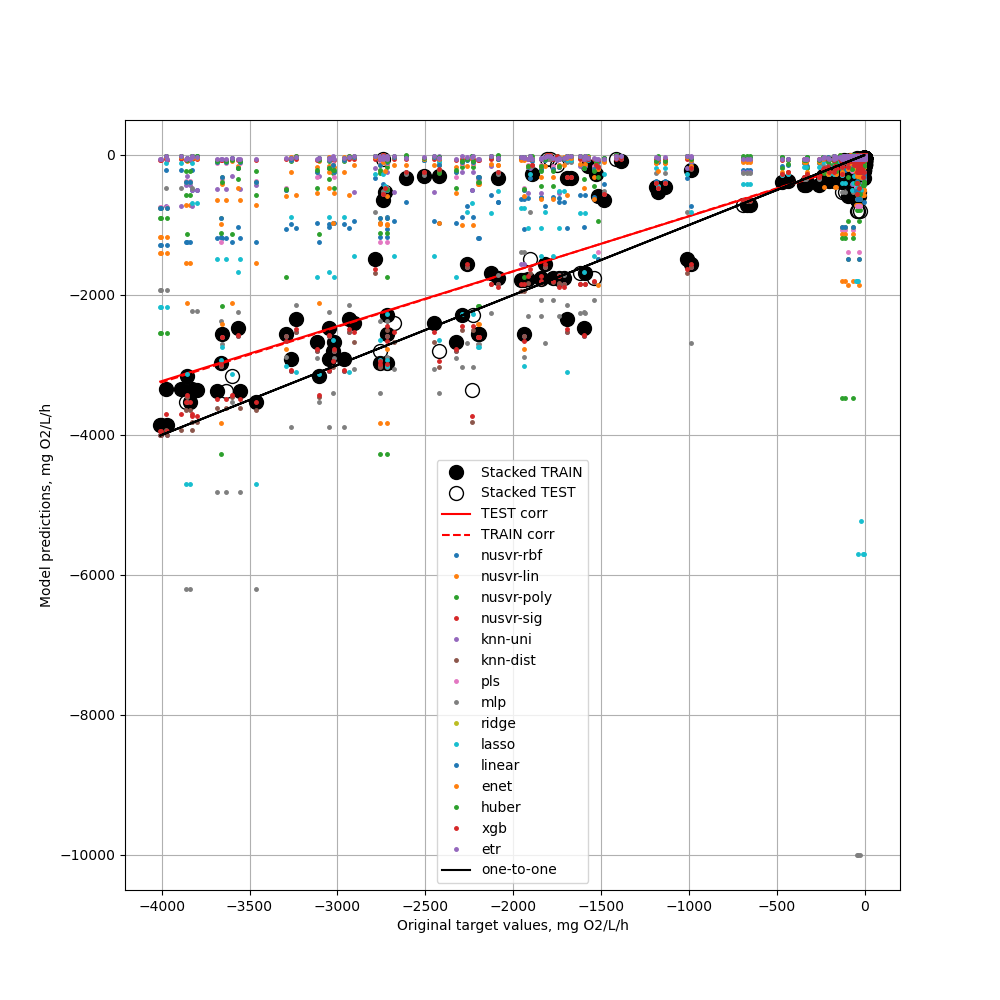 0
−2000
−4000
−6000
−8000
−10000
Model predictions, mg O2/L/h
Stacked TRAIN
Stacked TEST
TEST corr
TRAIN corr
nusvr-rbf
nusvr-lin
nusvr-poly
nusvr-sig
knn-uni
knn-dist
pls
mlp
ridge
lasso
linear
enet
huber
xgb
etr
one-to-one
−4000 −3500 −3000 −2500 −2000 −1500 −1000 −500 0
Original target values, mg O2/L/h